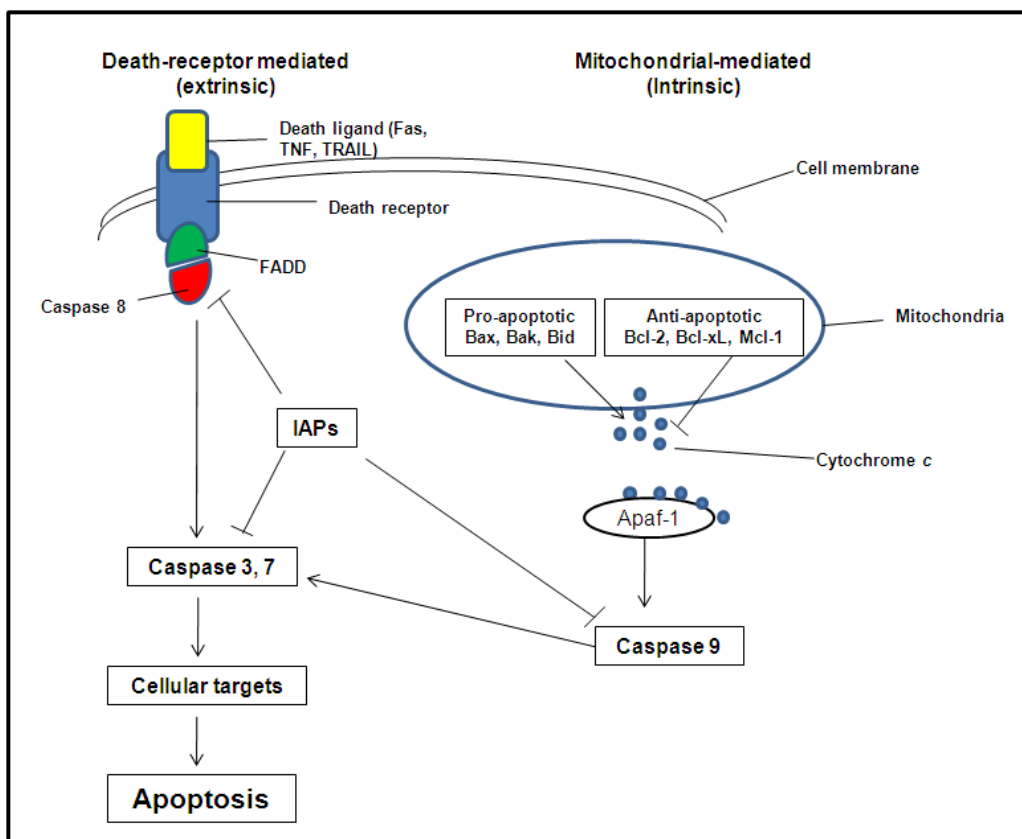 Death-receptor mediated
(extrinsic)
Mitochondrial-mediated
(Intrinsic)
Death ligand (Fas,
TNF, TRAIL)
Cell membrane
Death receptor
FADD
Caspase 8
Pro-apoptotic
Bax, Bak, Bid
Anti-apoptotic
Bcl-2, Bcl-xL, Mcl-1
Mitochondria
IAPs
Cytochrome c
Apaf-1
Caspase 3, 7
Caspase 9
Cellular targets
Apoptosis